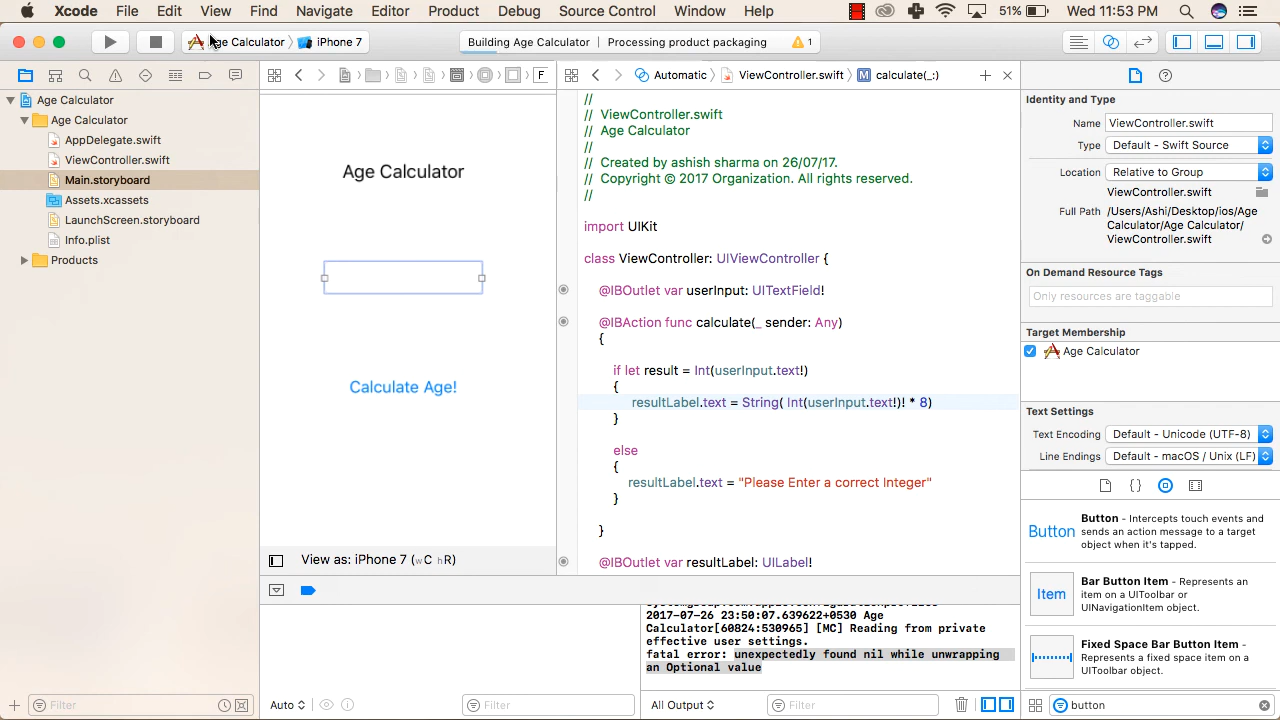 Xcode File Edit View Find Navigate Editor Product Debug Source Control Window Help 51% Wed 11:53 PM
Age Calculator iPhone 7 Building Age Calculator | Processing product packaging 1
Automatic ViewController.swift M calculate(_:)
F
Age Calculator
Age Calculator
AppDelegate.swift
ViewController.swift
Main.storyboard
Assets.xcassets
LaunchScreen.storyboard
Info.plist
Products
Filter
Age Calculator
Calculate Age!
View as: iPhone 7 (wC hR)
//
// ViewController.swift
// Age Calculator
//
// Created by ashish sharma on 26/07/17.
// Copyright © 2017 Organization. All rights reserved.
//
import UIKit
class ViewController: UIViewController {
@IBOutlet var userInput: UITextField!
@IBAction func calculate(_ sender: Any)
{
if let result = Int(userInput.text!)
{
resultLabel.text = String( Int(userInput.text!)! * 8)
}
else
{
resultLabel.text = "Please Enter a correct Integer"
}
}
@IBOutlet var resultLabel: UILabel!
2017-07-26 23:50:07.639622+0530 Age
Calculator[60824:530965] [MC] Reading from private
effective user settings.
fatal error: unexpectedly found nil while unwrapping
an Optional value
Auto Filter
All Output Filter
Identity and Type
Name ViewController.swift
Type Default - Swift Source
Location Relative to Group
ViewController.swift
Full Path /Users/Ashi/Desktop/ios/Age
Calculator/Age Calculator/
ViewController.swift
On Demand Resource Tags
Only resources are taggable
Target Membership
Age Calculator
Text Settings
Text Encoding Default - Unicode (UTF-8)
Line Endings Default - macOS / Unix (LF)
Button Button - Intercepts touch events and
sends an action message to a target
object when it's tapped.
Item Bar Button Item - Represents an
item on a UIToolbar or
UINavigationItem object.
Fixed Space Bar Button Item -
Represents a fixed space item on a
UIToolbar object.
button